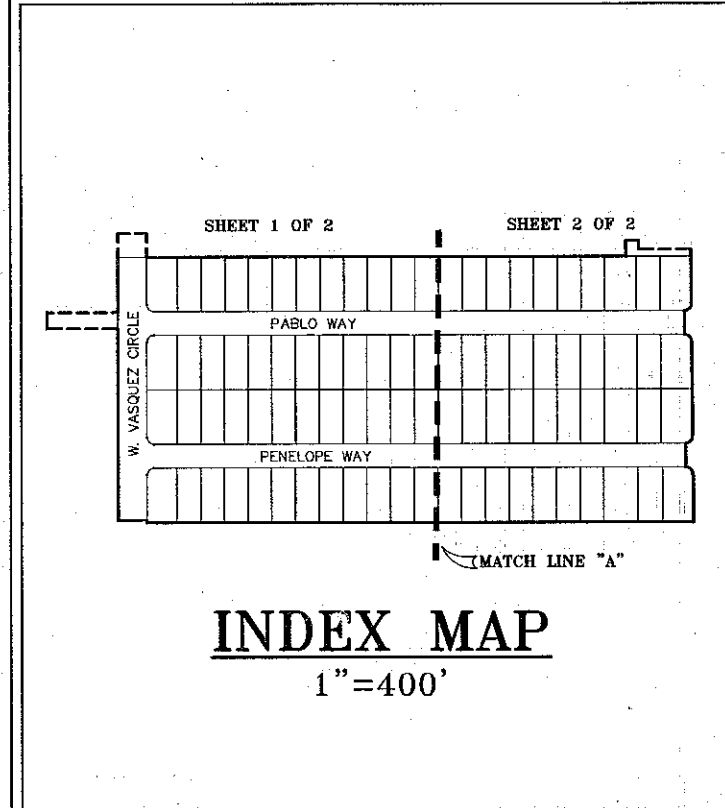 SHEET 1 OF 2
SHEET 2 OF 2
PABLO WAY
W. VASQUEZ CIRCLE
PENELOPE WAY
MATCH LINE "A"
INDEX MAP
1"=400'